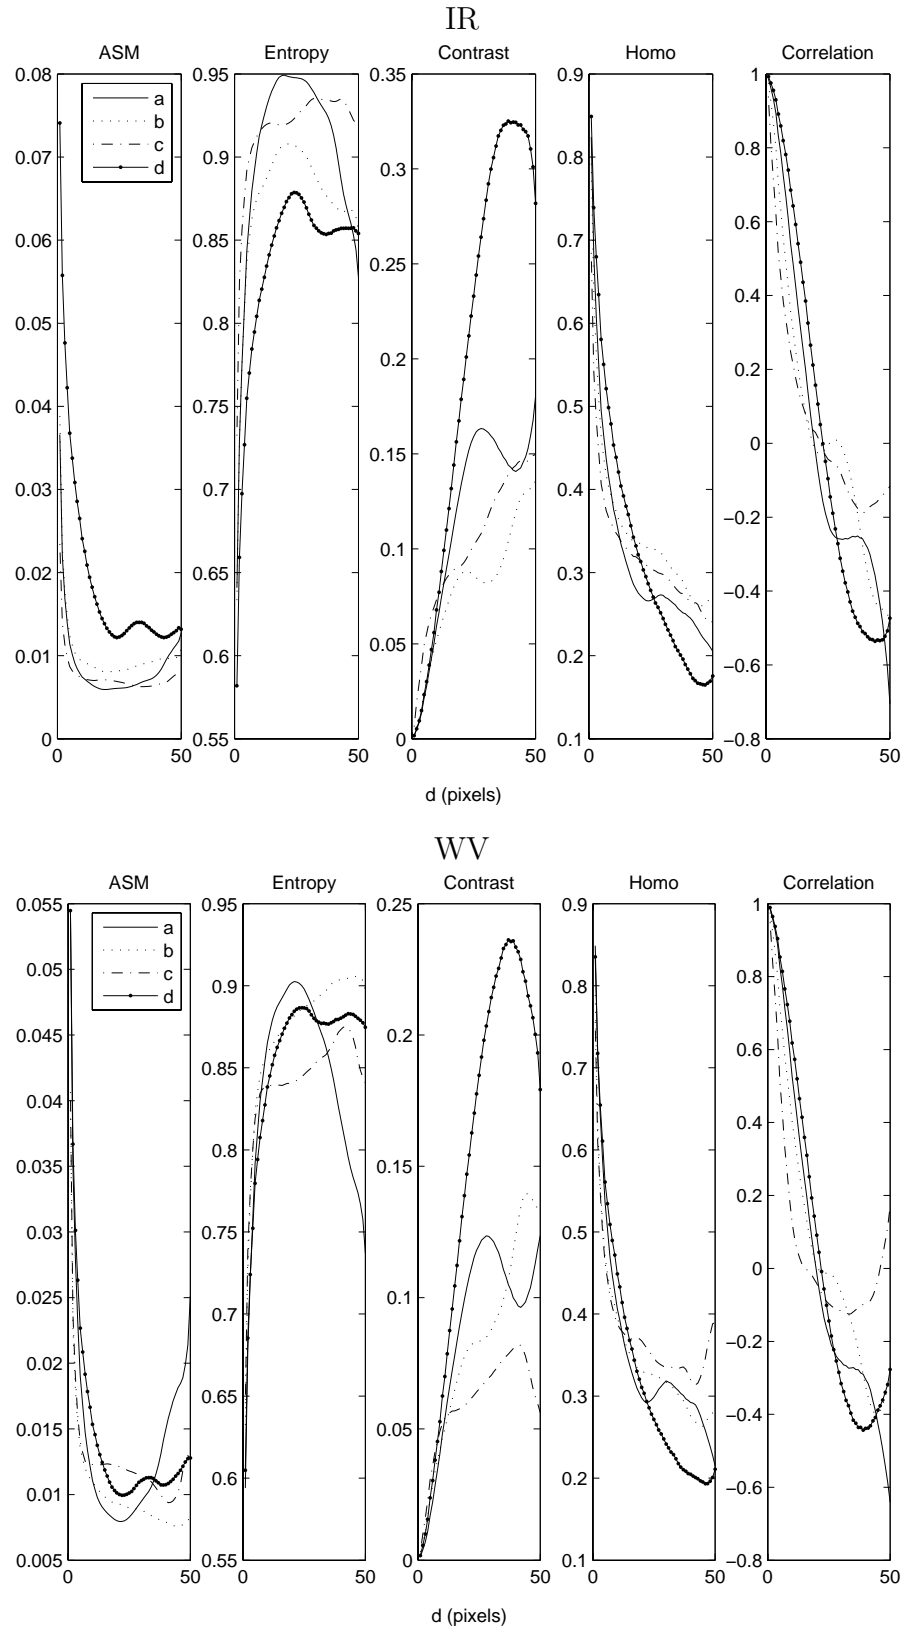 IR
ASM Entropy Contrast Homo Correlation
0.08 0.95 0.35 0.9 1
a
b
c
d
0.07 0.9 0.3 0.8 0.8
0.06 0.85 0.25 0.7 0.6
0.05 0.8 0.2 0.6 0.4
0.04 0.75 0.15 0.5 0.2
0.03 0.7 0.1 0.4 0
0.02 0.65 0.05 0.3 −0.2
0.01 0.6 0 0.2 −0.4
0 0.55 0.1 −0.6
−0.8
0 50 0 50 0 50 0 50 0 50
d (pixels)
WV
ASM Entropy Contrast Homo Correlation
0.055 0.95 0.25 0.9 1
a
b
c
d
0.05 0.9 0.2 0.8 0.8
0.045 0.85 0.15 0.7 0.6
0.04 0.8 0.1 0.6 0.4
0.035 0.75 0.05 0.5 0.2
0.03 0.7 0 0.4 0
0.025 0.65 0.3 −0.2
0.02 0.6 0.2 −0.4
0.015 0.55 0.1 −0.6
0.01 −0.8
0.005
0 50 0 50 0 50 0 50 0 50
d (pixels)